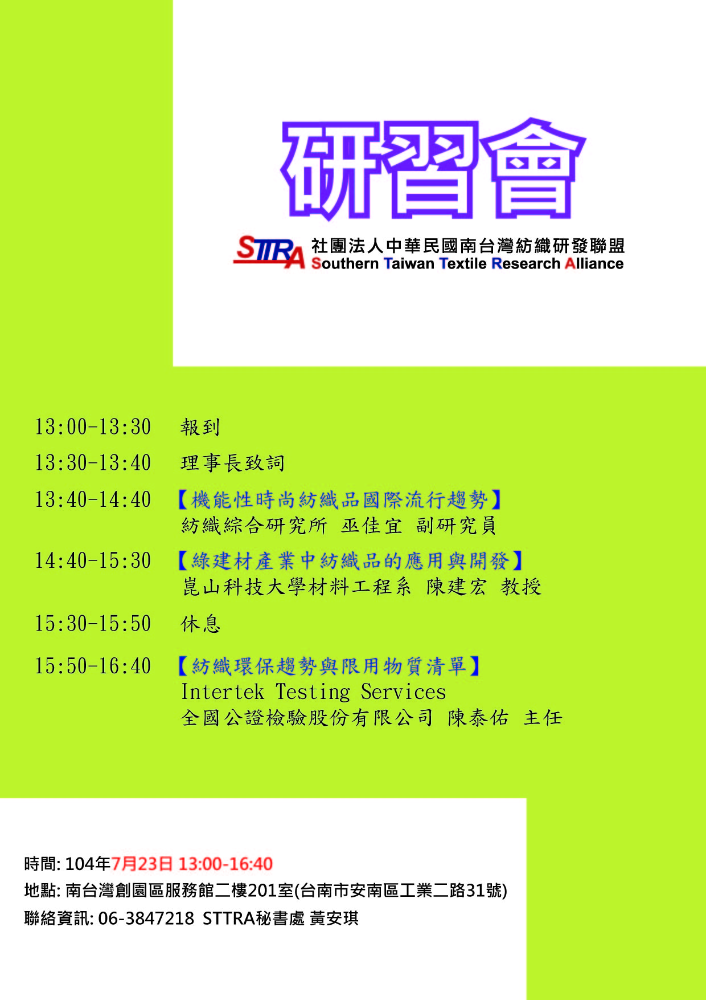 研習會
STTRA 社團法人中華民國南台灣紡織研發聯盟
Southern Taiwan Textile Research Alliance
13:00-13:30 報到
13:30-13:40 理事長致詞
13:40-14:40 【機能性時尚紡織品國際流行趨勢】
紡織綜合研究所 巫佳宜 副研究員
14:40-15:30 【綠建材產業中紡織品的應用與開發】
崑山科技大學材料工程系 陳建宏 教授
15:30-15:50 休息
15:50-16:40 【紡織環保趨勢與限用物質清單】
Intertek Testing Services
全國公證檢驗股份有限公司 陳泰佑 主任
時間: 104年7月23日 13:00-16:40
地點: 南台灣創園區服務館二樓201室(台南市安南區工業二路31號)
聯絡資訊: 06-3847218 STTRA秘書處 黃安琪